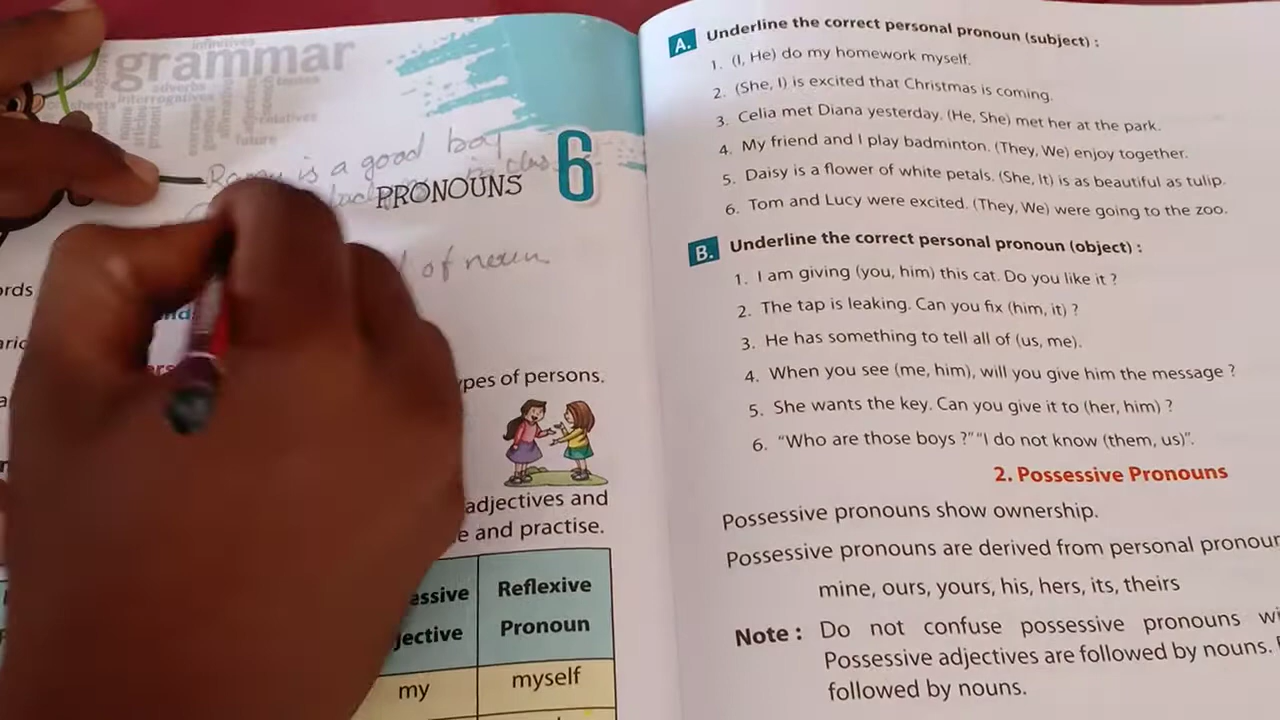 infinitives
grammar
adverbs
tenses
sheets interrogatives
relatives
future
is a good boy
6
PRONOUNS
of noun
pes of persons.
adjectives and
e and practise.
Reflexive
Pronoun
my
myself
A. Underline the correct personal pronoun (subject) :
1. (I, He) do my homework myself.
2. (She, I) is excited that Christmas is coming.
3. Celia met Diana yesterday. (He, She) met her at the park.
4. My friend and I play badminton. (They, We) enjoy together.
5. Daisy is a flower of white petals. (She, It) is as beautiful as tulip.
6. Tom and Lucy were excited. (They, We) were going to the zoo.
B. Underline the correct personal pronoun (object) :
1. I am giving (you, him) this cat. Do you like it ?
2. The tap is leaking. Can you fix (him, it) ?
3. He has something to tell all of (us, me).
4. When you see (me, him), will you give him the message ?
5. She wants the key. Can you give it to (her, him) ?
6. “Who are those boys ?” “I do not know (them, us)”.
2. Possessive Pronouns
Possessive pronouns show ownership.
Possessive pronouns are derived from personal pronoun
mine, ours, yours, his, hers, its, theirs
Note : Do not confuse possessive pronouns wi
Possessive adjectives are followed by nouns.
followed by nouns.